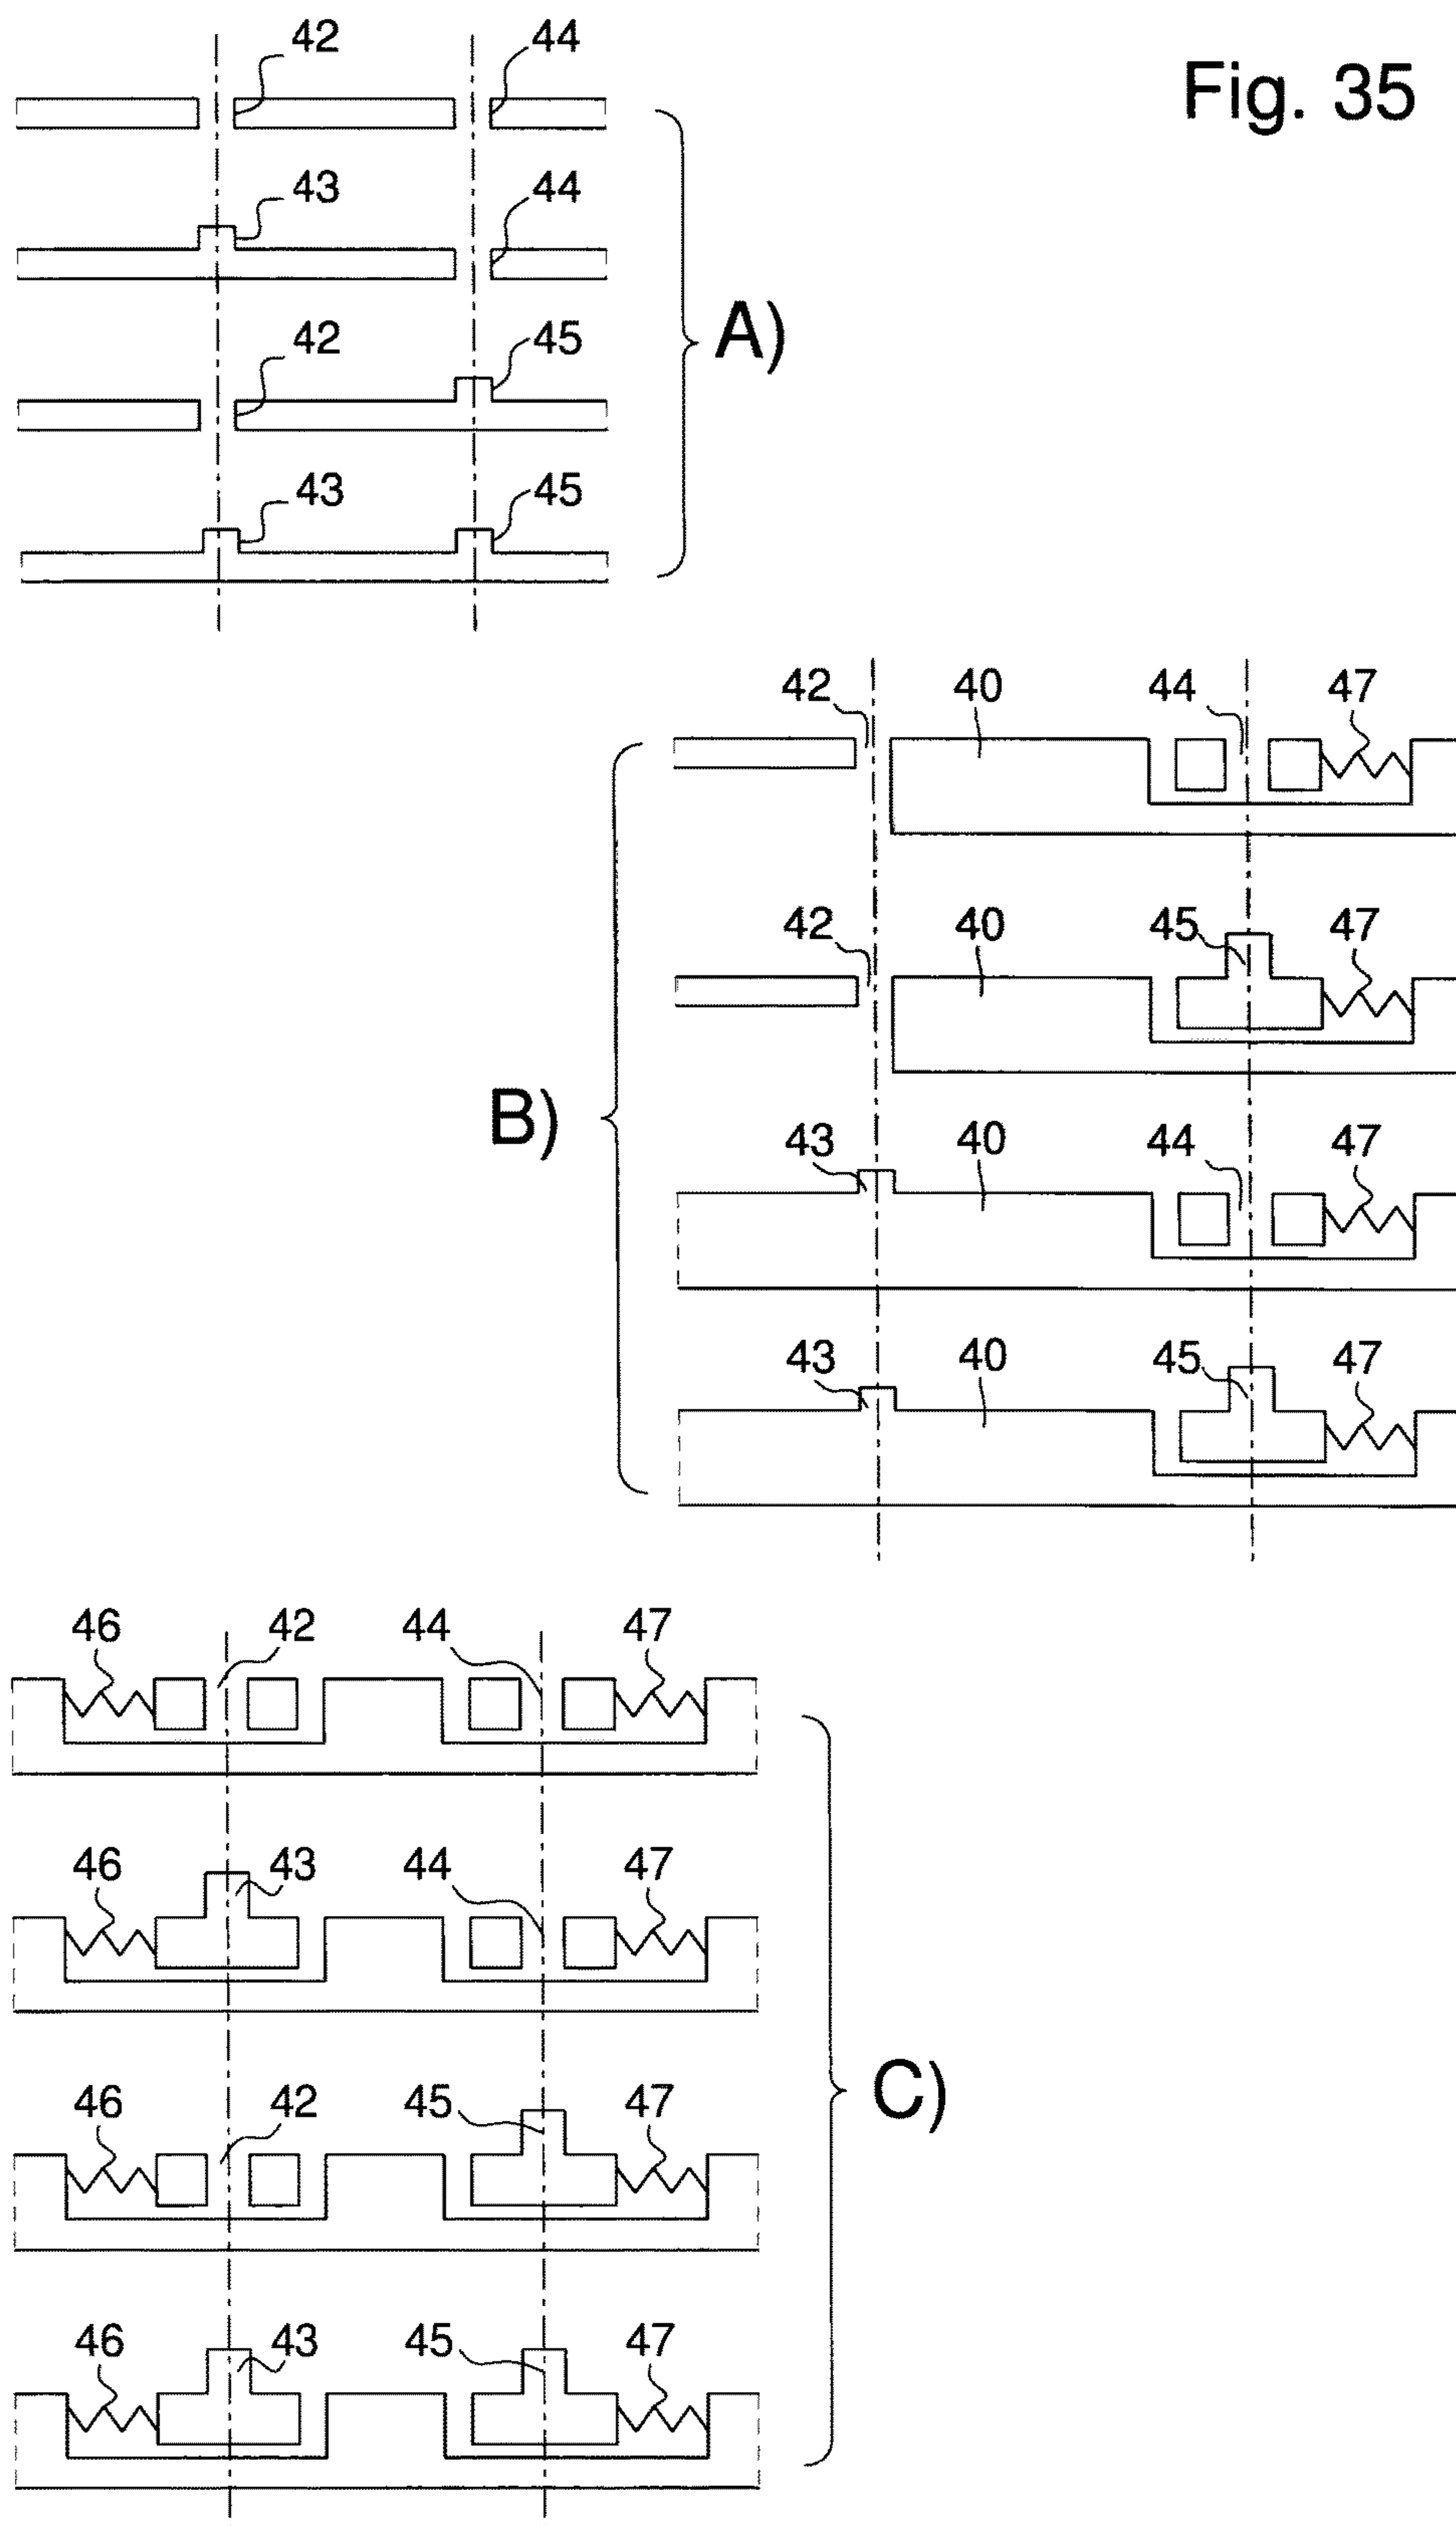 Fig. 35
42 44
43 44
42 45
43 45
A)
42 40 44 47
42 40 45 47
43 40 44 47
43 40 45 47
B)
46 42 44 47
46 43 44 47
46 42 45 47
46 43 45 47
C)